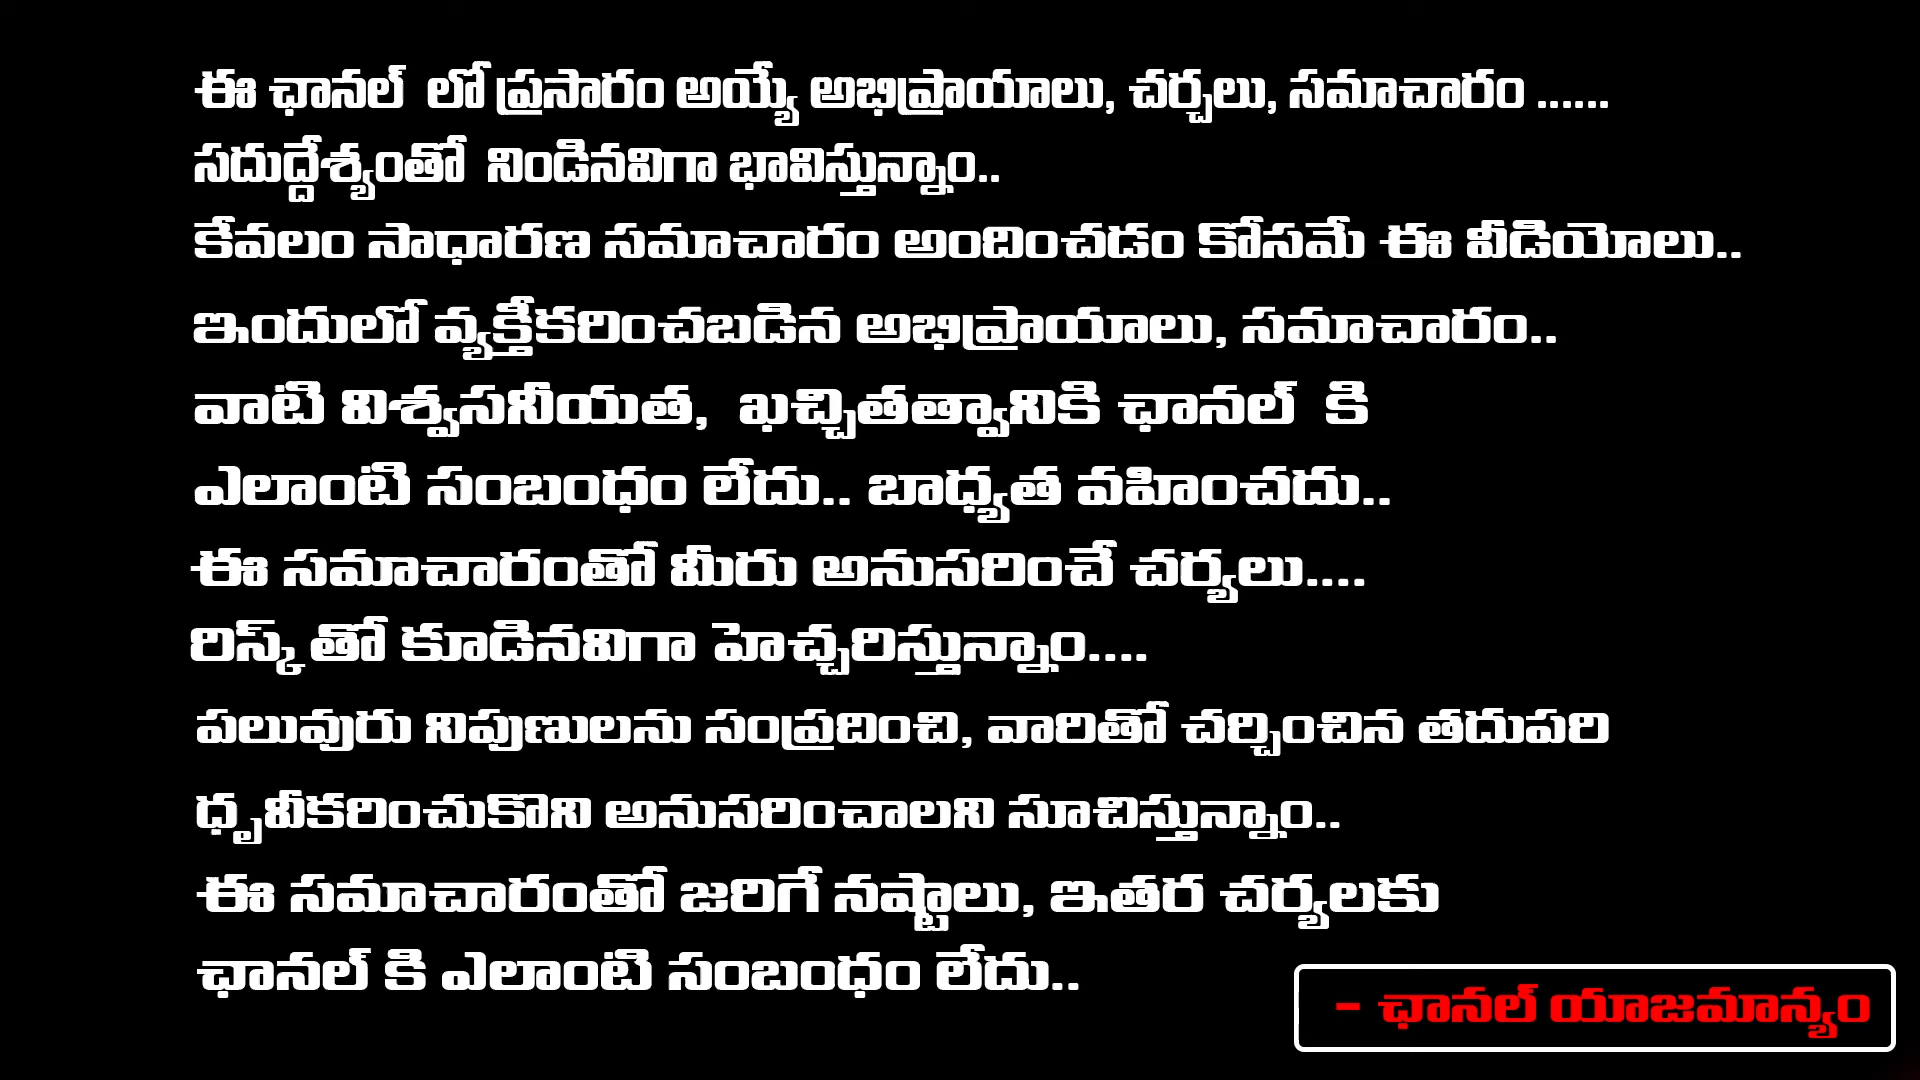 ఈ ఛానల్ లో ప్రసారం అయ్యే అభిప్రాయాలు, చర్చలు, సమాచారం ......
సదుద్దేశ్యంతో నిండినవిగా భావిస్తున్నాం..
కేవలం సాధారణ సమాచారం అందించడం కోసమే ఈ వీడియోలు..
ఇందులో వ్యక్తీకరించబడిన అభిప్రాయాలు, సమాచారం..
వాటి విశ్వసనీయత, ఖచ్చితత్వానికి ఛానల్ కి
ఎలాంటి సంబంధం లేదు.. బాధ్యత వహించదు..
ఈ సమాచారంతో మీరు అనుసరించే చర్యలు....
రిస్క్ తో కూడినవిగా హెచ్చరిస్తున్నాం....
పలువురు నిపుణులను సంప్రదించి, వారితో చర్చించిన తదుపరి
ధృవీకరించుకొని అనుసరించాలని సూచిస్తున్నాం..
ఈ సమాచారంతో జరిగే నష్టాలు, ఇతర చర్యలకు
ఛానల్ కి ఎలాంటి సంబంధం లేదు..
- ఛానల్ యాజమాన్యం